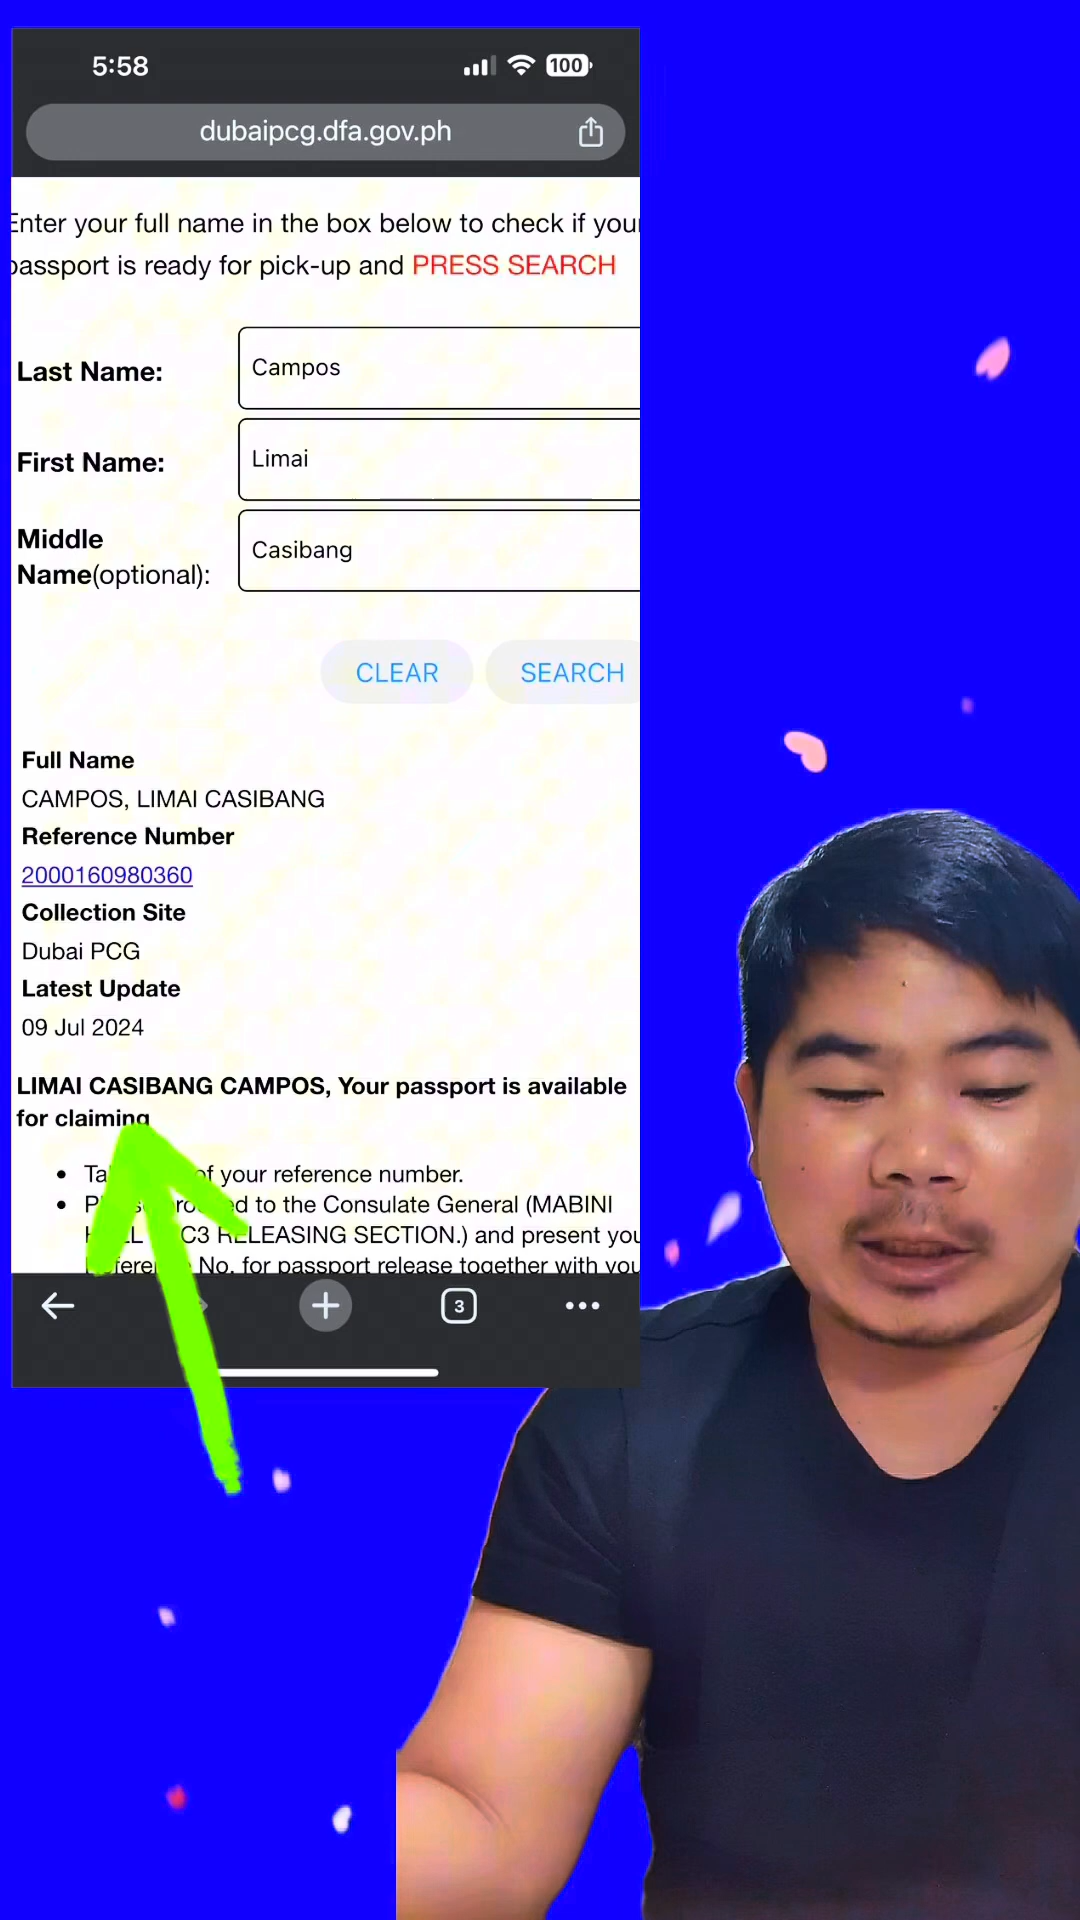 5:58
100
dubaipcg.dfa.gov.ph
Enter your full name in the box below to check if your
passport is ready for pick-up and PRESS SEARCH
Last Name:
Campos
First Name:
Limai
Middle
Name(optional):
Casibang
CLEAR
SEARCH
Full Name
CAMPOS, LIMAI CASIBANG
Reference Number
2000160980360
Collection Site
Dubai PCG
Latest Update
09 Jul 2024
LIMAI CASIBANG CAMPOS, Your passport is available
for claiming
of your reference number.
to the Consulate General (MABINI
RELEASING SECTION.) and present
No. for passport release together with
3